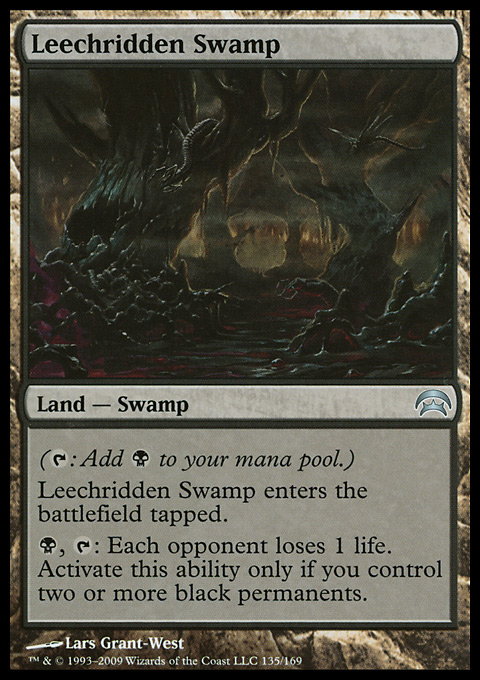 Leechridden Swamp
Land — Swamp
(: Add to your mana pool.)
Leechridden Swamp enters the
battlefield tapped.
, : Each opponent loses 1 life.
Activate this ability only if you control
two or more black permanents.
Lars Grant-West
™ & © 1993–2009 Wizards of the Coast LLC 135/169